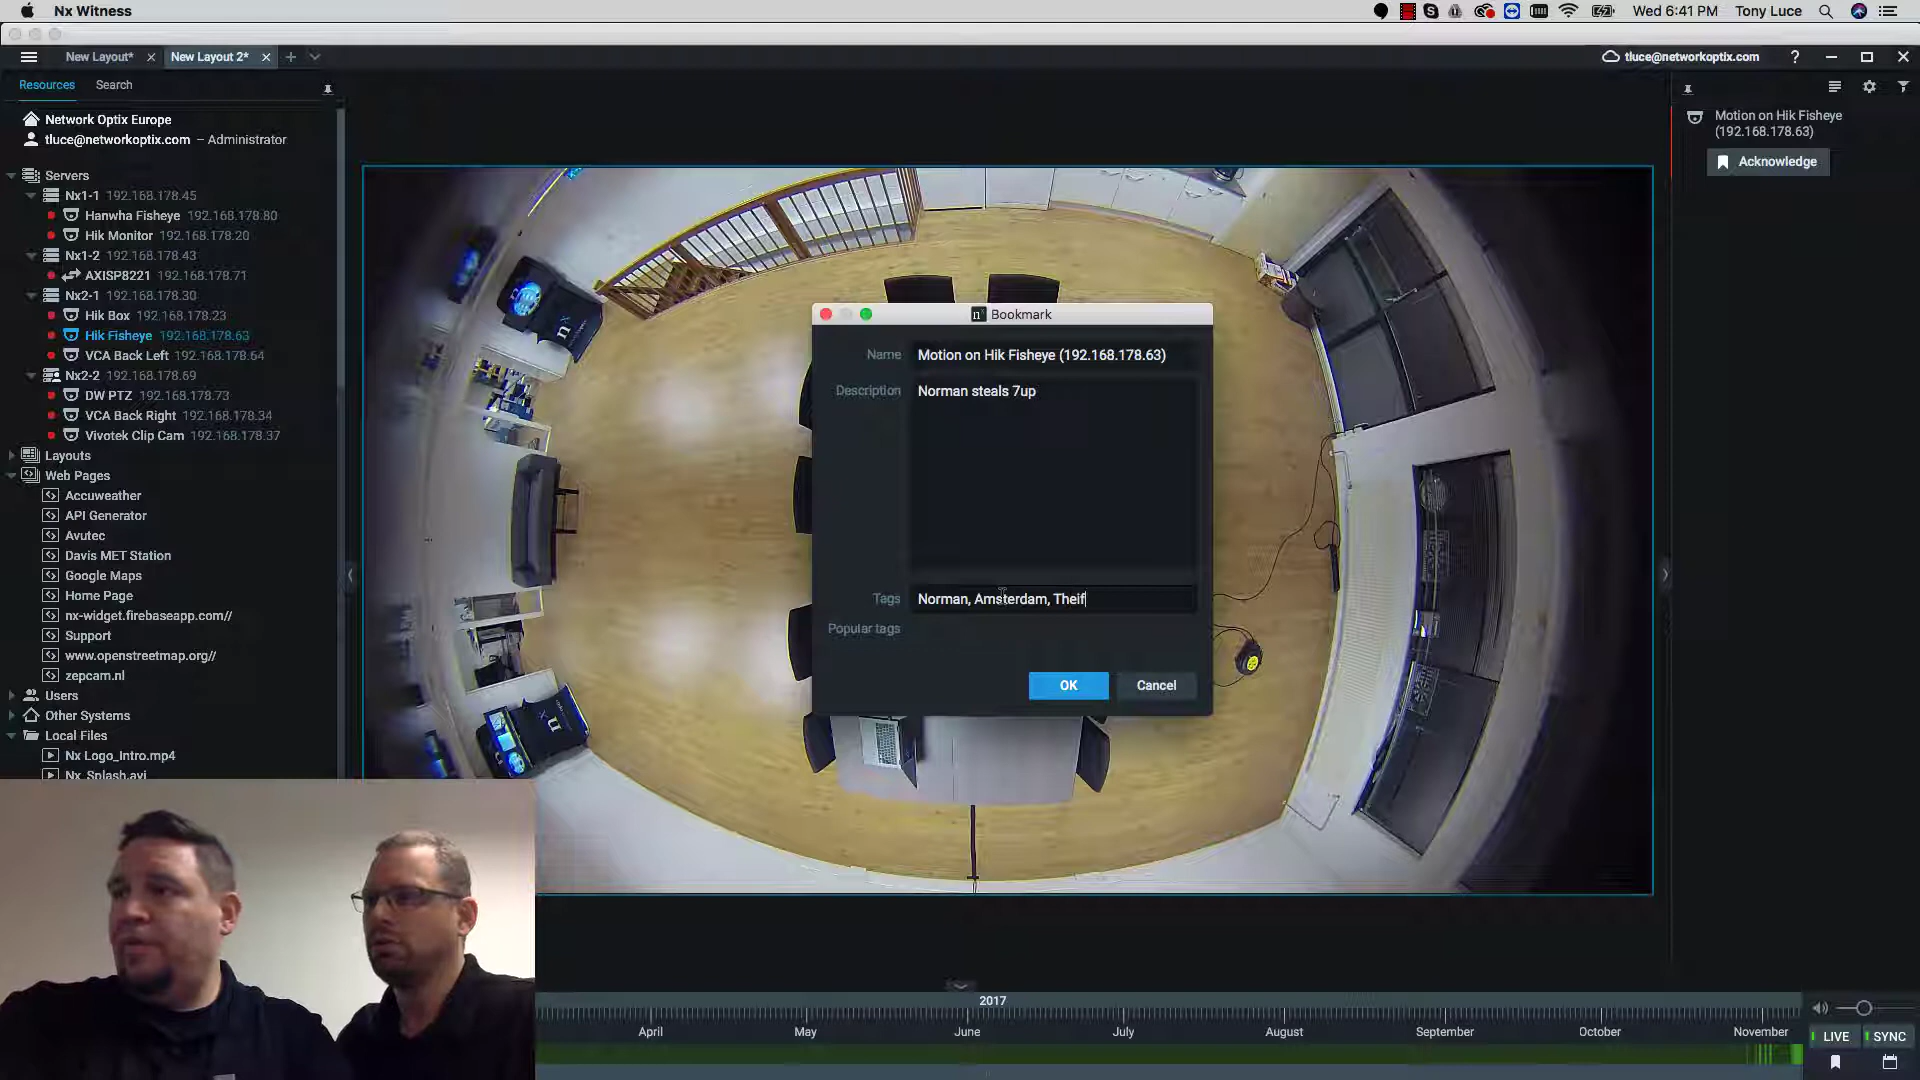 Nx Witness
Wed 6:41 PM Tony Luce
New Layout* New Layout 2*
tluce@networkoptix.com ?
Resources Search
Network Optix Europe
tluce@networkoptix.com – Administrator
Servers
Nx1-1 192.168.178.45
Hanwha Fisheye 192.168.178.80
Hik Monitor 192.168.178.20
Nx1-2 192.168.178.43
AXISP8221 192.168.178.71
Nx2-1 192.168.178.30
Hik Box 192.168.178.23
Hik Fisheye 192.168.178.63
VCA Back Left 192.168.178.64
Nx2-2 192.168.178.69
DW PTZ 192.168.178.73
VCA Back Right 192.168.178.34
Vivotek Clip Cam 192.168.178.37
Layouts
Web Pages
Accuweather
API Generator
Avutec
Davis MET Station
Google Maps
Home Page
nx-widget.firebaseapp.com//
Support
www.openstreetmap.org//
zepcam.nl
Users
Other Systems
Local Files
Nx Logo_Intro.mp4
Nx_Splash.avi
Bookmark
Name Motion on Hik Fisheye (192.168.178.63)
Description Norman steals 7up
Tags Norman, Amsterdam, Theif
Popular tags
OK Cancel
Motion on Hik Fisheye
(192.168.178.63)
Acknowledge
2017
April May June July August September October November
LIVE SYNC